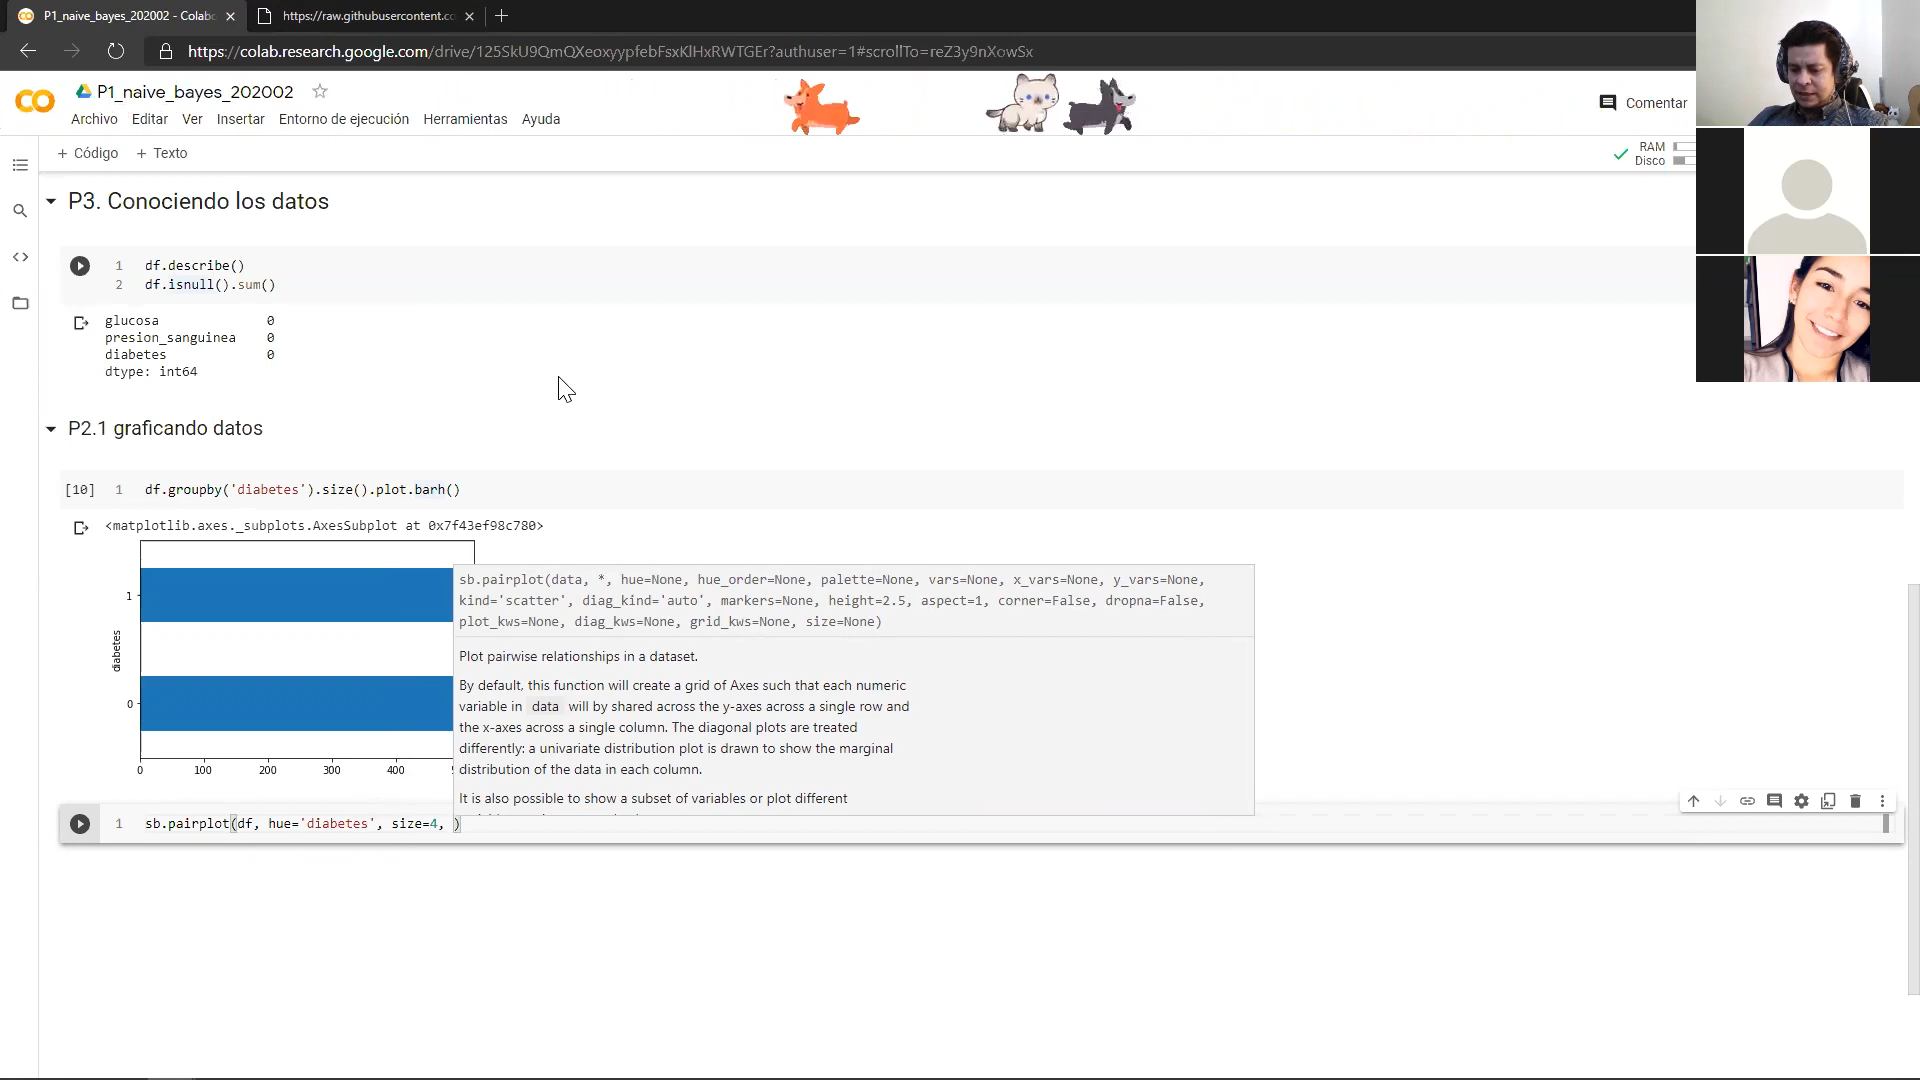 P1_naive_bayes_202002 - Colabo
https://raw.githubusercontent.co
https://colab.research.google.com/drive/125SkU9QmQXeoxyypfebFsxKlHxRWTGEr?authuser=1#scrollTo=reZ3y9nXowSx
P1_naive_bayes_202002
Comentar
Archivo Editar Ver Insertar Entorno de ejecución Herramientas Ayuda
+ Código + Texto
RAM
Disco
P3. Conociendo los datos
1 df.describe()
2 df.isnull().sum()
glucosa 0
presion_sanguinea 0
diabetes 0
dtype: int64
P2.1 graficando datos
[10] 1 df.groupby('diabetes').size().plot.barh()
<matplotlib.axes._subplots.AxesSubplot at 0x7f43ef98c780>
1
diabetes
0
0 100 200 300 400
sb.pairplot(data, *, hue=None, hue_order=None, palette=None, vars=None, x_vars=None, y_vars=None,
kind='scatter', diag_kind='auto', markers=None, height=2.5, aspect=1, corner=False, dropna=False,
plot_kws=None, diag_kws=None, grid_kws=None, size=None)
Plot pairwise relationships in a dataset.
By default, this function will create a grid of Axes such that each numeric
variable in data will by shared across the y-axes across a single row and
the x-axes across a single column. The diagonal plots are treated
differently: a univariate distribution plot is drawn to show the marginal
distribution of the data in each column.
It is also possible to show a subset of variables or plot different
1 sb.pairplot(df, hue='diabetes', size=4, )